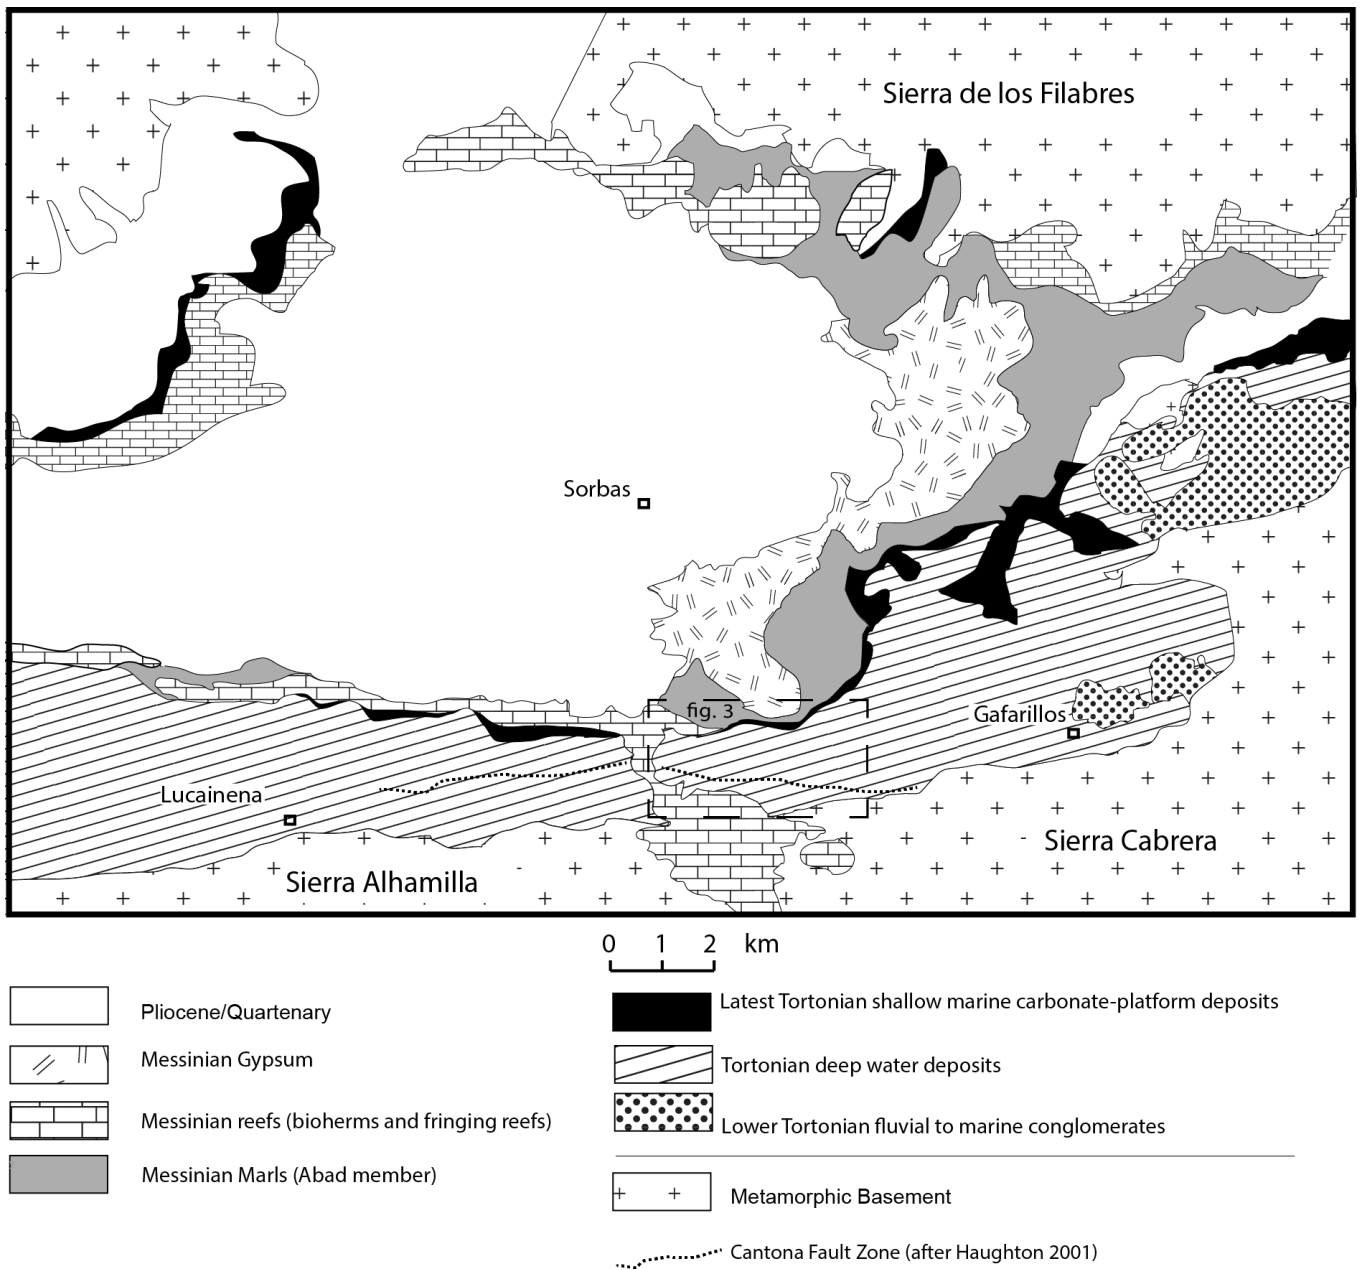 Sierra de los Filabres
Sorbas
fig. 3
Gafarillos
Lucainena
Sierra Cabrera
Sierra Alhamilla
0 1 2 km
Pliocene/Quartenary
Messinian Gypsum
Messinian reefs (bioherms and fringing reefs)
Messinian Marls (Abad member)
Latest Tortonian shallow marine carbonate-platform deposits
Tortonian deep water deposits
Lower Tortonian fluvial to marine conglomerates
Metamorphic Basement
Cantona Fault Zone (after Haughton 2001)